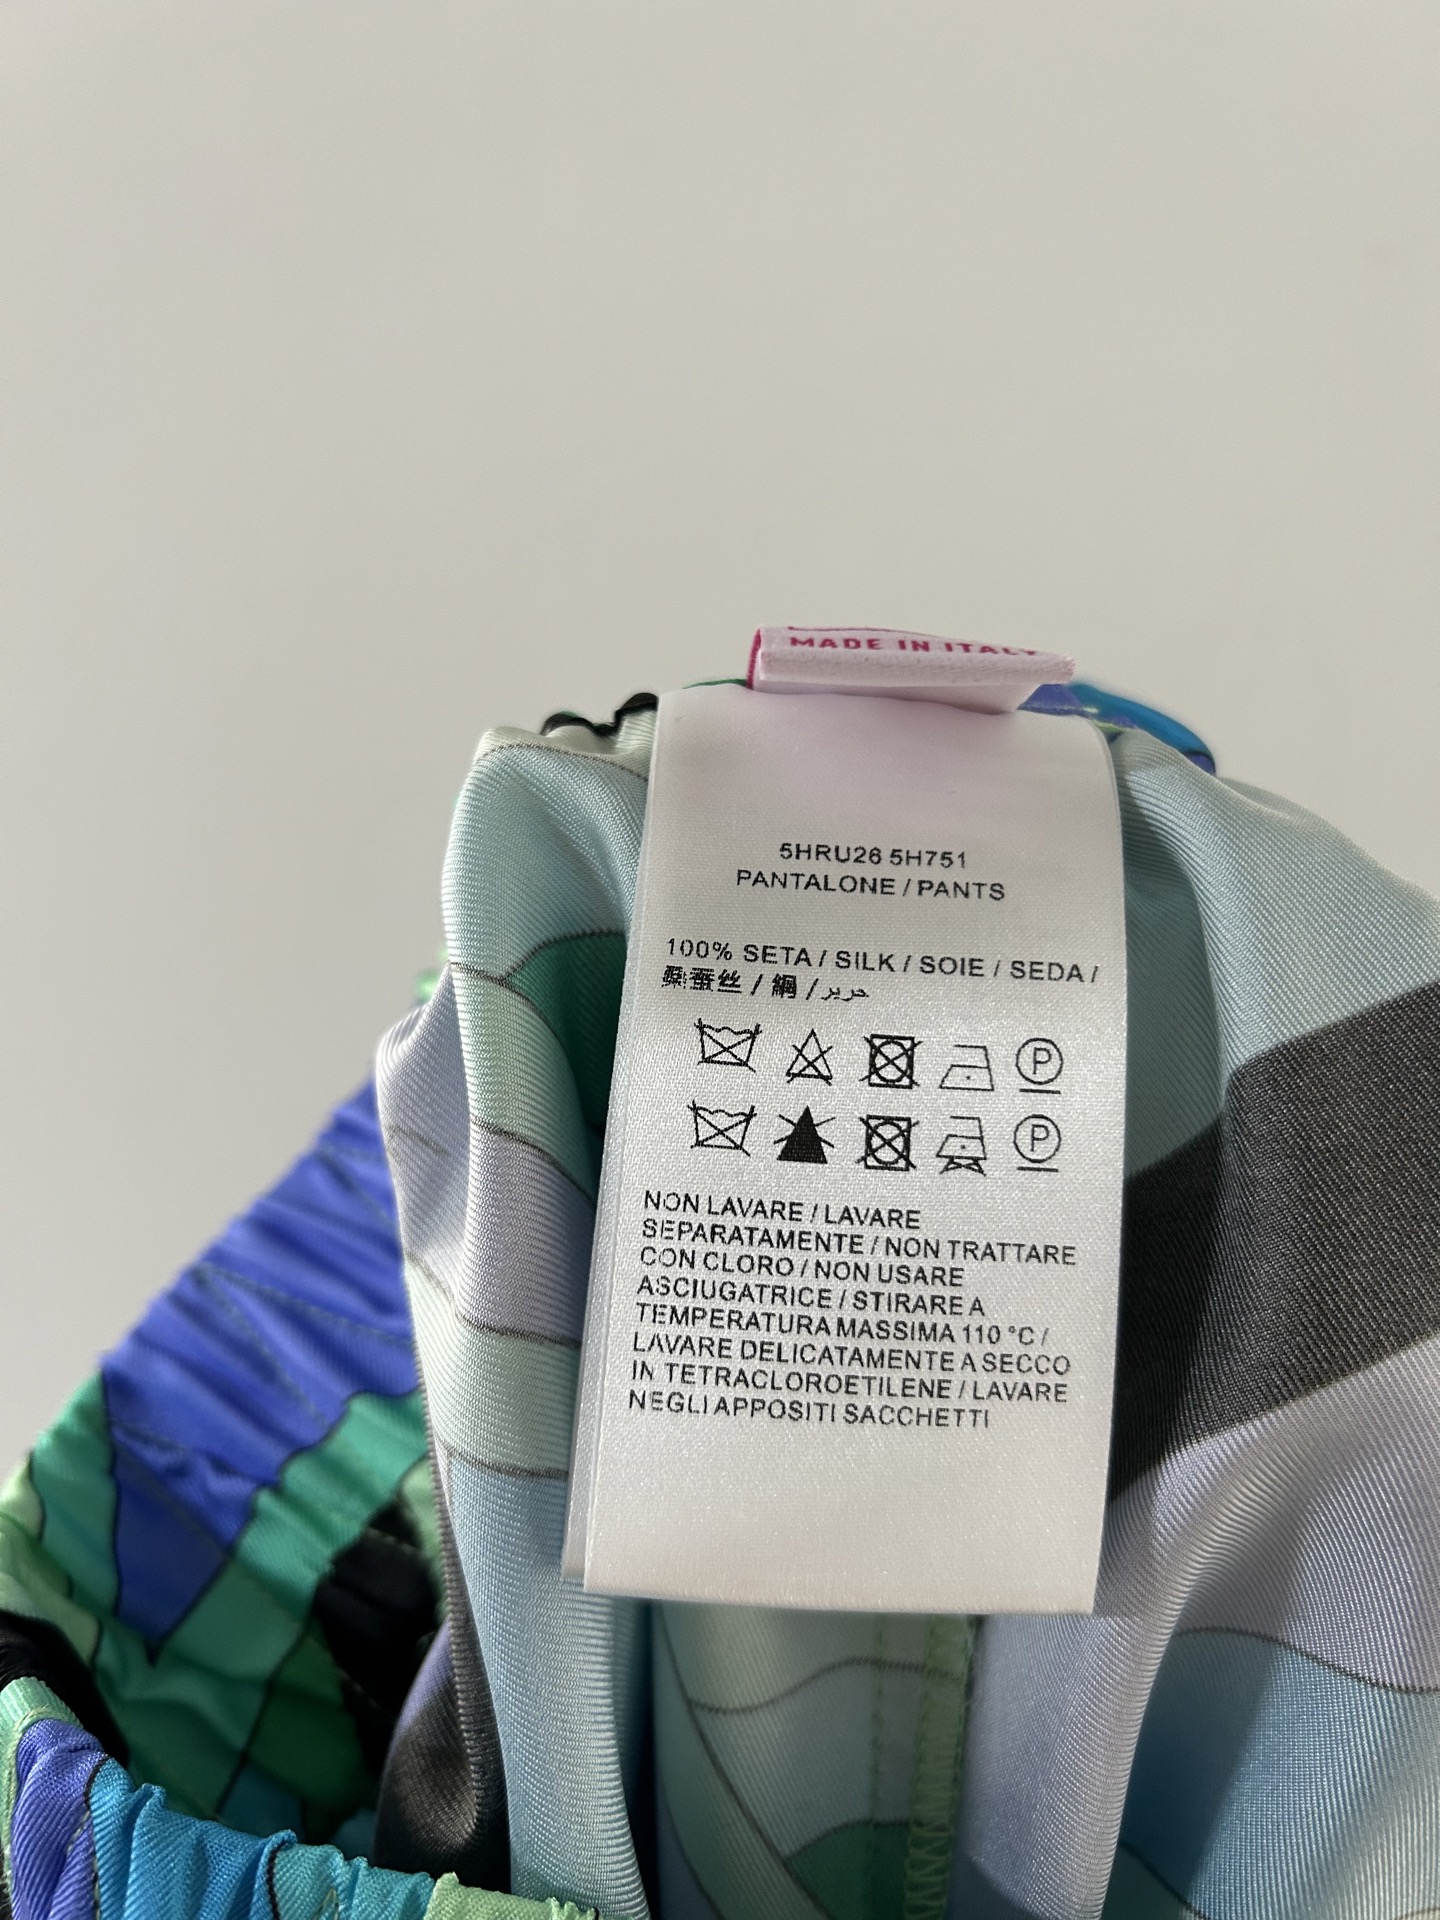 MADE IN ITALY
5HRU26 5H751
PANTALONE / PANTS
100% SETA / SILK / SOIE / SEDA /
桑蚕丝 / 絹 / حرير
P
P
NON LAVARE / LAVARE
SEPARATAMENTE / NON TRATTARE
CON CLORO / NON USARE
ASCIUGATRICE / STIRARE A
TEMPERATURA MASSIMA 110 °C /
LAVARE DELICATAMENTE A SECCO
IN TETRACLOROETILENE / LAVARE
NEGLI APPOSITI SACCHETTI